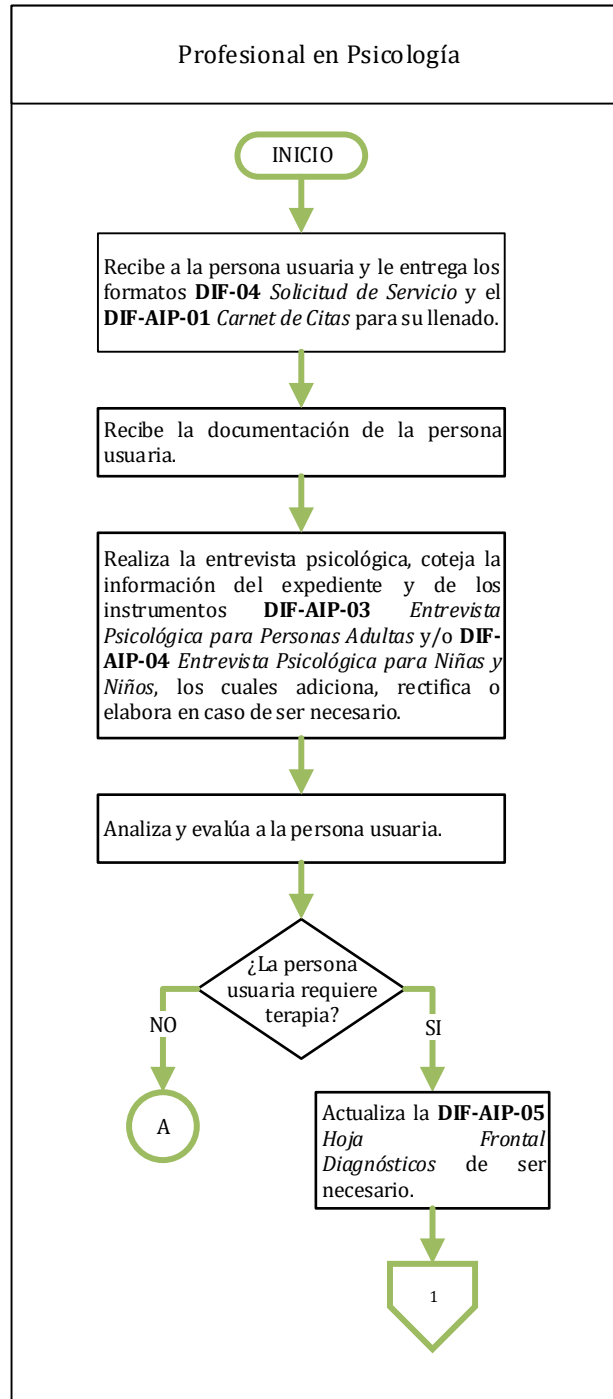 Profesional en Psicología
INICIO
Recibe a la persona usuaria y le entrega los
formatos DIF-04 Solicitud de Servicio y el
DIF-AIP-01 Carnet de Citas para su llenado.
Recibe la documentación de la persona
usuaria.
Realiza la entrevista psicológica, coteja la
información del expediente y de los
instrumentos DIF-AIP-03 Entrevista
Psicológica para Personas Adultas y/o DIF-
AIP-04 Entrevista Psicológica para Niñas y
Niños, los cuales adiciona, rectifica o
elabora en caso de ser necesario.
Analiza y evalúa a la persona usuaria.
¿La persona
usuaria requiere
terapia?
NO
SI
A
Actualiza la DIF-AIP-05
Hoja Frontal
Diagnósticos de ser
necesario.
1